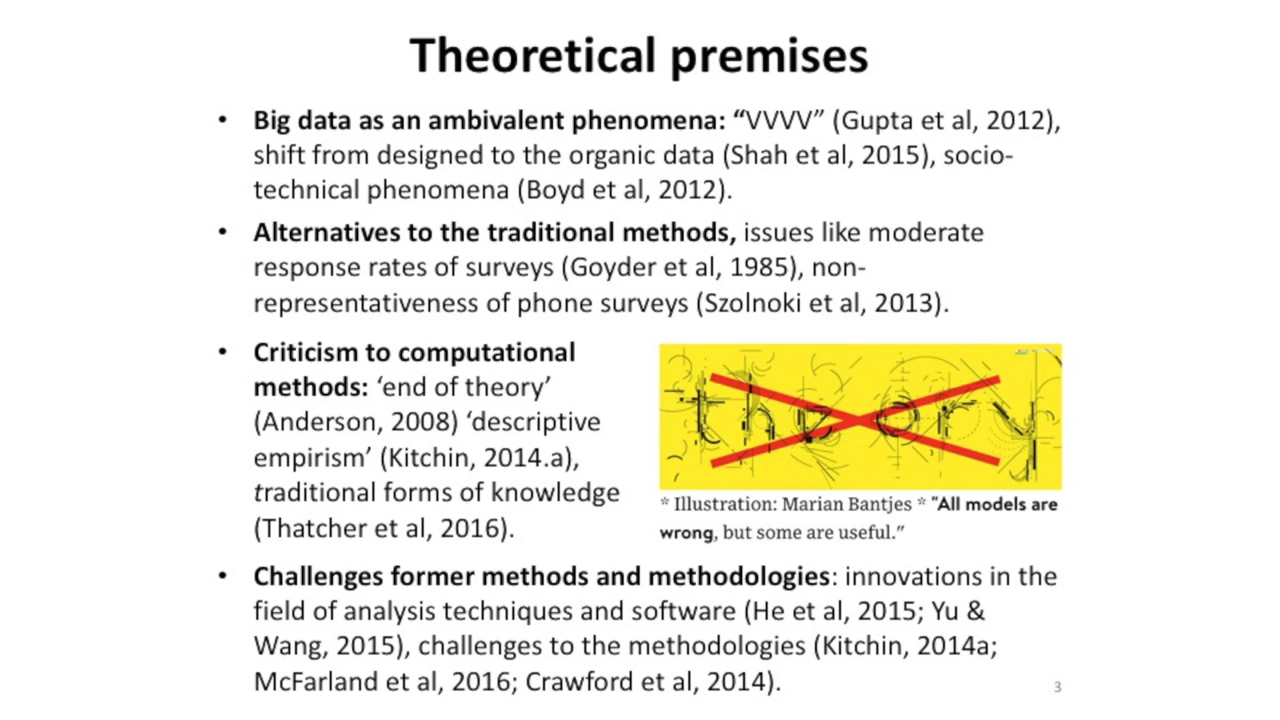 Theoretical premises
• Big data as an ambivalent phenomena: “VVVV” (Gupta et al, 2012),
shift from designed to the organic data (Shah et al, 2015), socio-
technical phenomena (Boyd et al, 2012).
• Alternatives to the traditional methods, issues like moderate
response rates of surveys (Goyder et al, 1985), non-
representativeness of phone surveys (Szolnoki et al, 2013).
• Criticism to computational
methods: ‘end of theory’
(Anderson, 2008) ‘descriptive
empirism’ (Kitchin, 2014.a),
traditional forms of knowledge
(Thatcher et al, 2016).
theory
* Illustration: Marian Bantjes * "All models are
wrong, but some are useful.”
• Challenges former methods and methodologies: innovations in the
field of analysis techniques and software (He et al, 2015; Yu &
Wang, 2015), challenges to the methodologies (Kitchin, 2014a;
McFarland et al, 2016; Crawford et al, 2014).
3